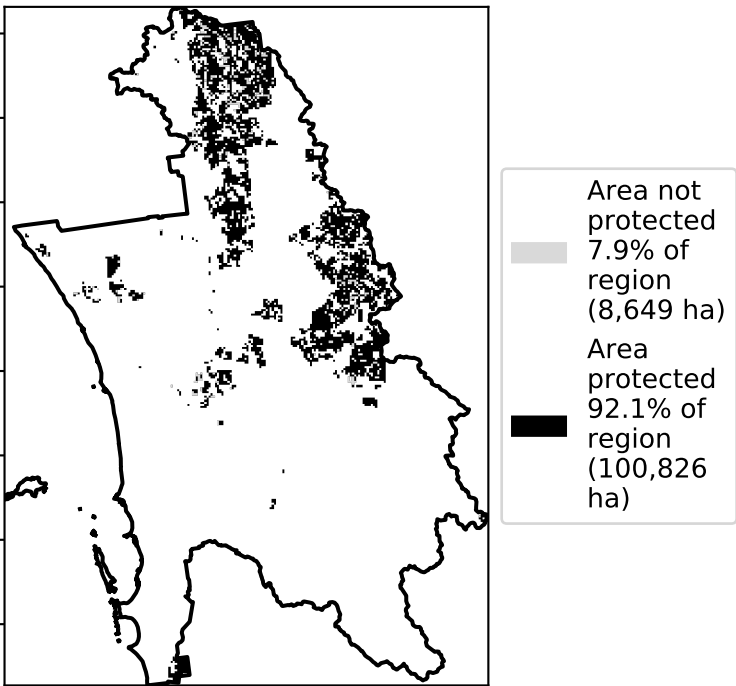 Area not
protected
7.9% of
region
(8,649 ha)
Area
protected
92.1% of
region
(100,826
ha)